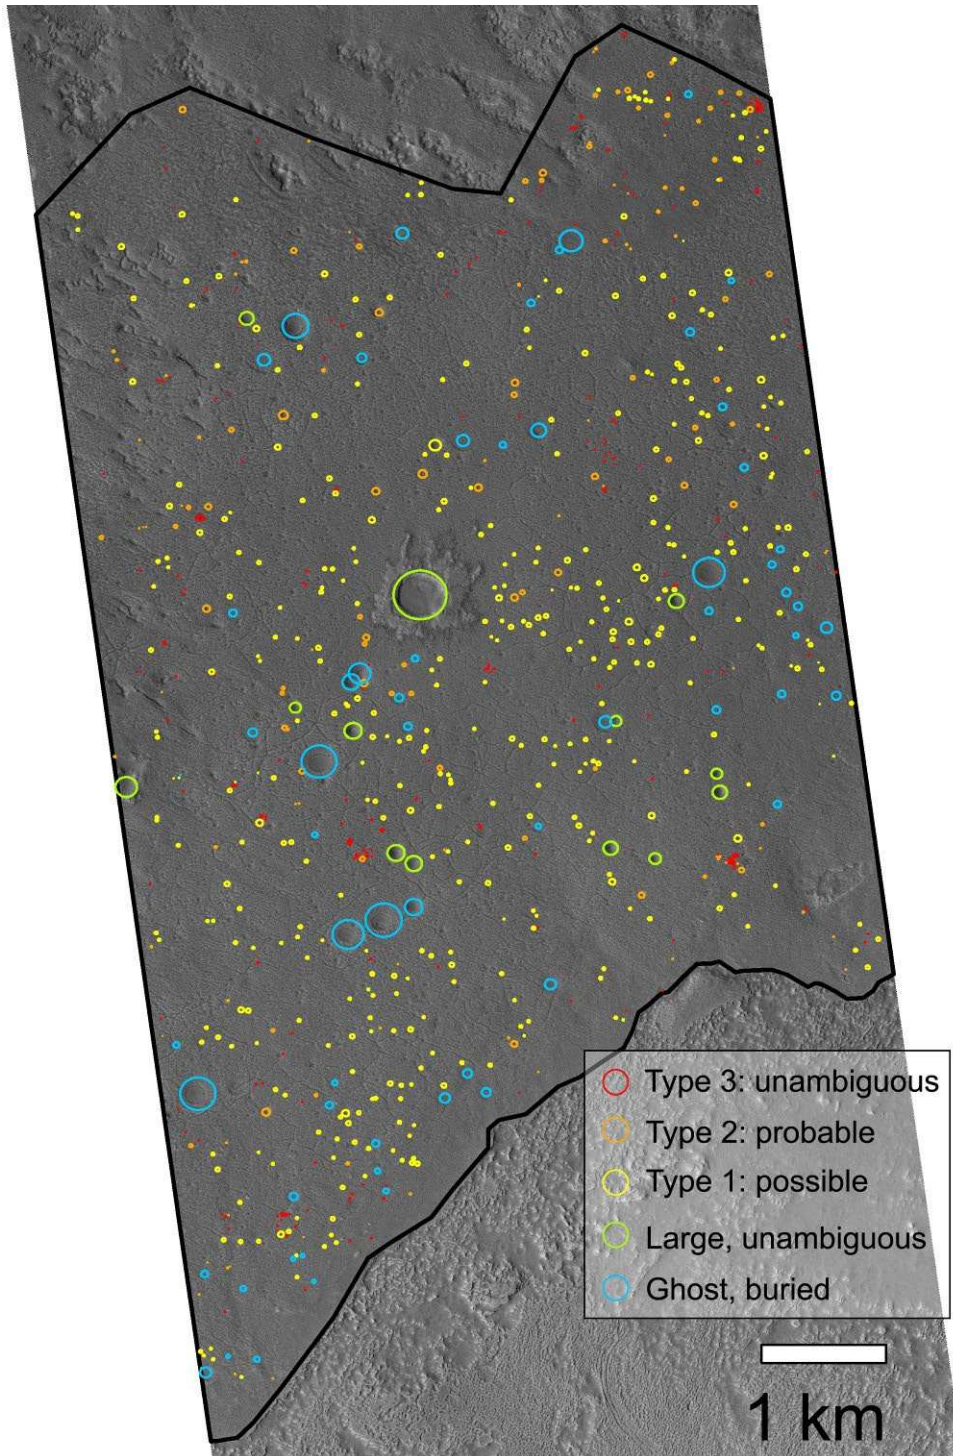 Type 3: unambiguous
Type 2: probable
Type 1: possible
Large, unambiguous
Ghost, buried
1 km